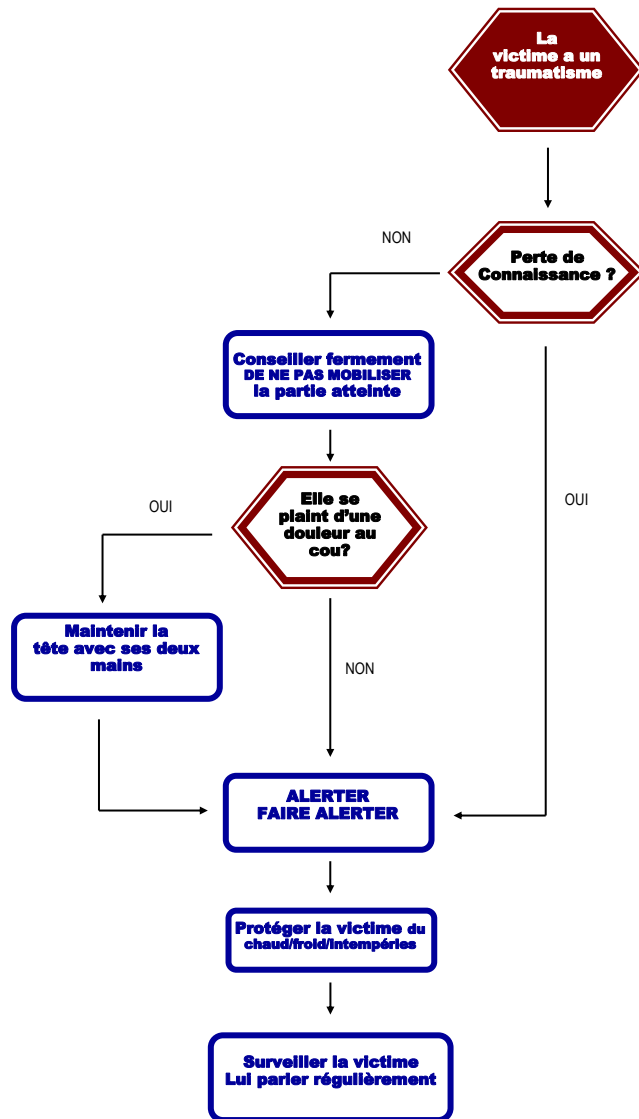 La
victime a un
traumatisme
NON
Perte de
Connaissance ?
Conseiller fermement
DE NE PAS MOBILISER
la partie atteinte
OUI
Elle se
plaint d'une
douleur au
cou?
OUI
Maintenir la
tête avec ses deux
mains
NON
ALERTER
FAIRE ALERTER
Protéger la victime du
chaud/froid/intempéries
Surveiller la victime
Lui parler régulièrement